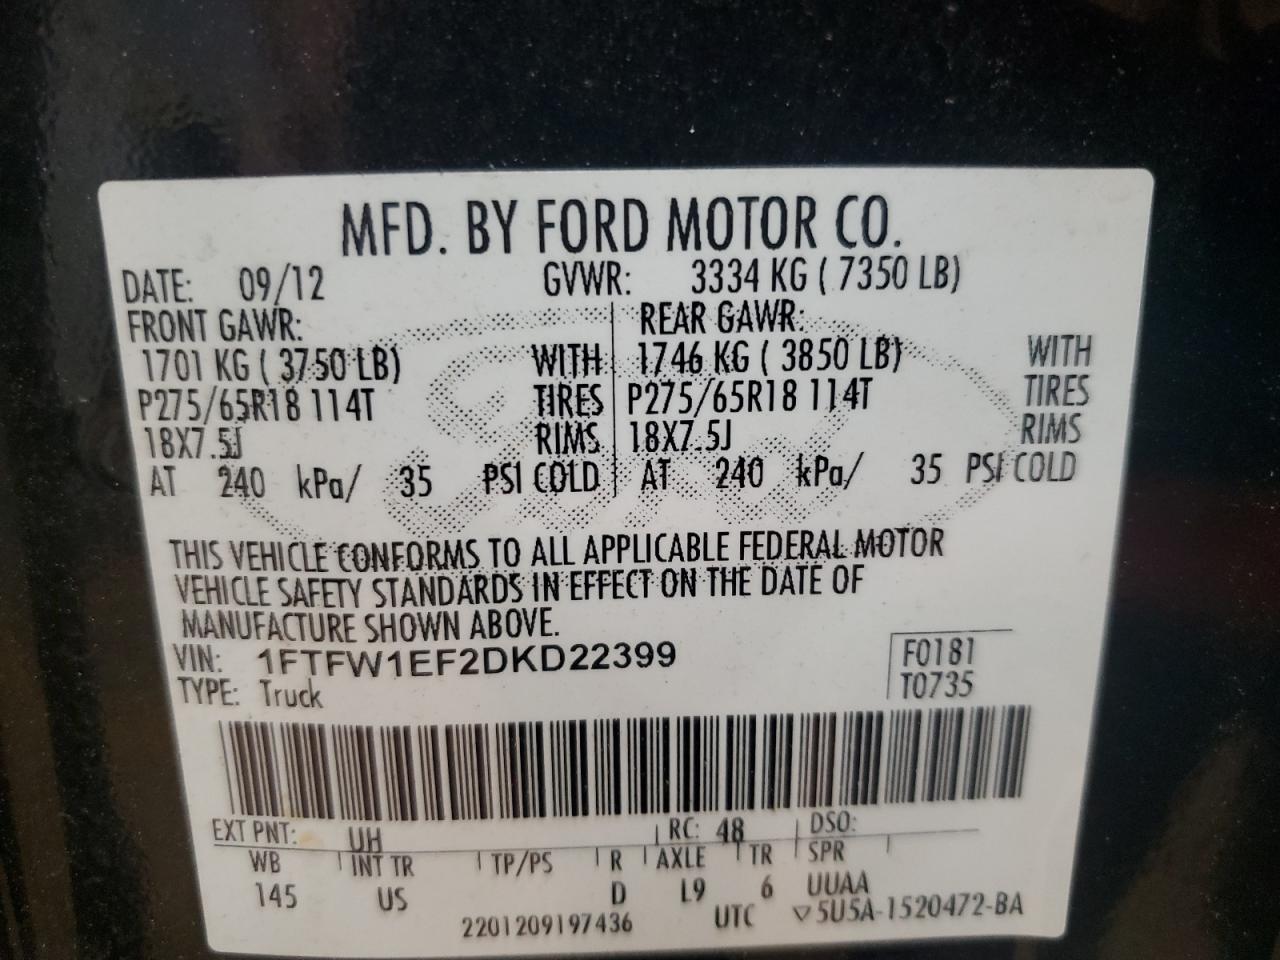 MFD. BY FORD MOTOR CO.
DATE: 09/12 GVWR: 3334 KG ( 7350 LB)
FRONT GAWR: REAR GAWR:
1701 KG ( 3750 LB) WITH 1746 KG ( 3850 LB) WITH
P275/65R18 114T TIRES P275/65R18 114T TIRES
18X7.5J RIMS 18X7.5J RIMS
AT 240 kPa/ 35 PSI COLD AT 240 kPa/ 35 PSI COLD
THIS VEHICLE CONFORMS TO ALL APPLICABLE FEDERAL MOTOR
VEHICLE SAFETY STANDARDS IN EFFECT ON THE DATE OF
MANUFACTURE SHOWN ABOVE.
VIN: 1FTFW1EF2DKD22399 F0181
TYPE: Truck T0735
EXT PNT: UH RC: 48 DSO:
WB INT TR TP/PS R AXLE TR SPR
145 US D L9 6 UUAA
2201209197436 UTC ▽5U5A-1520472-BA